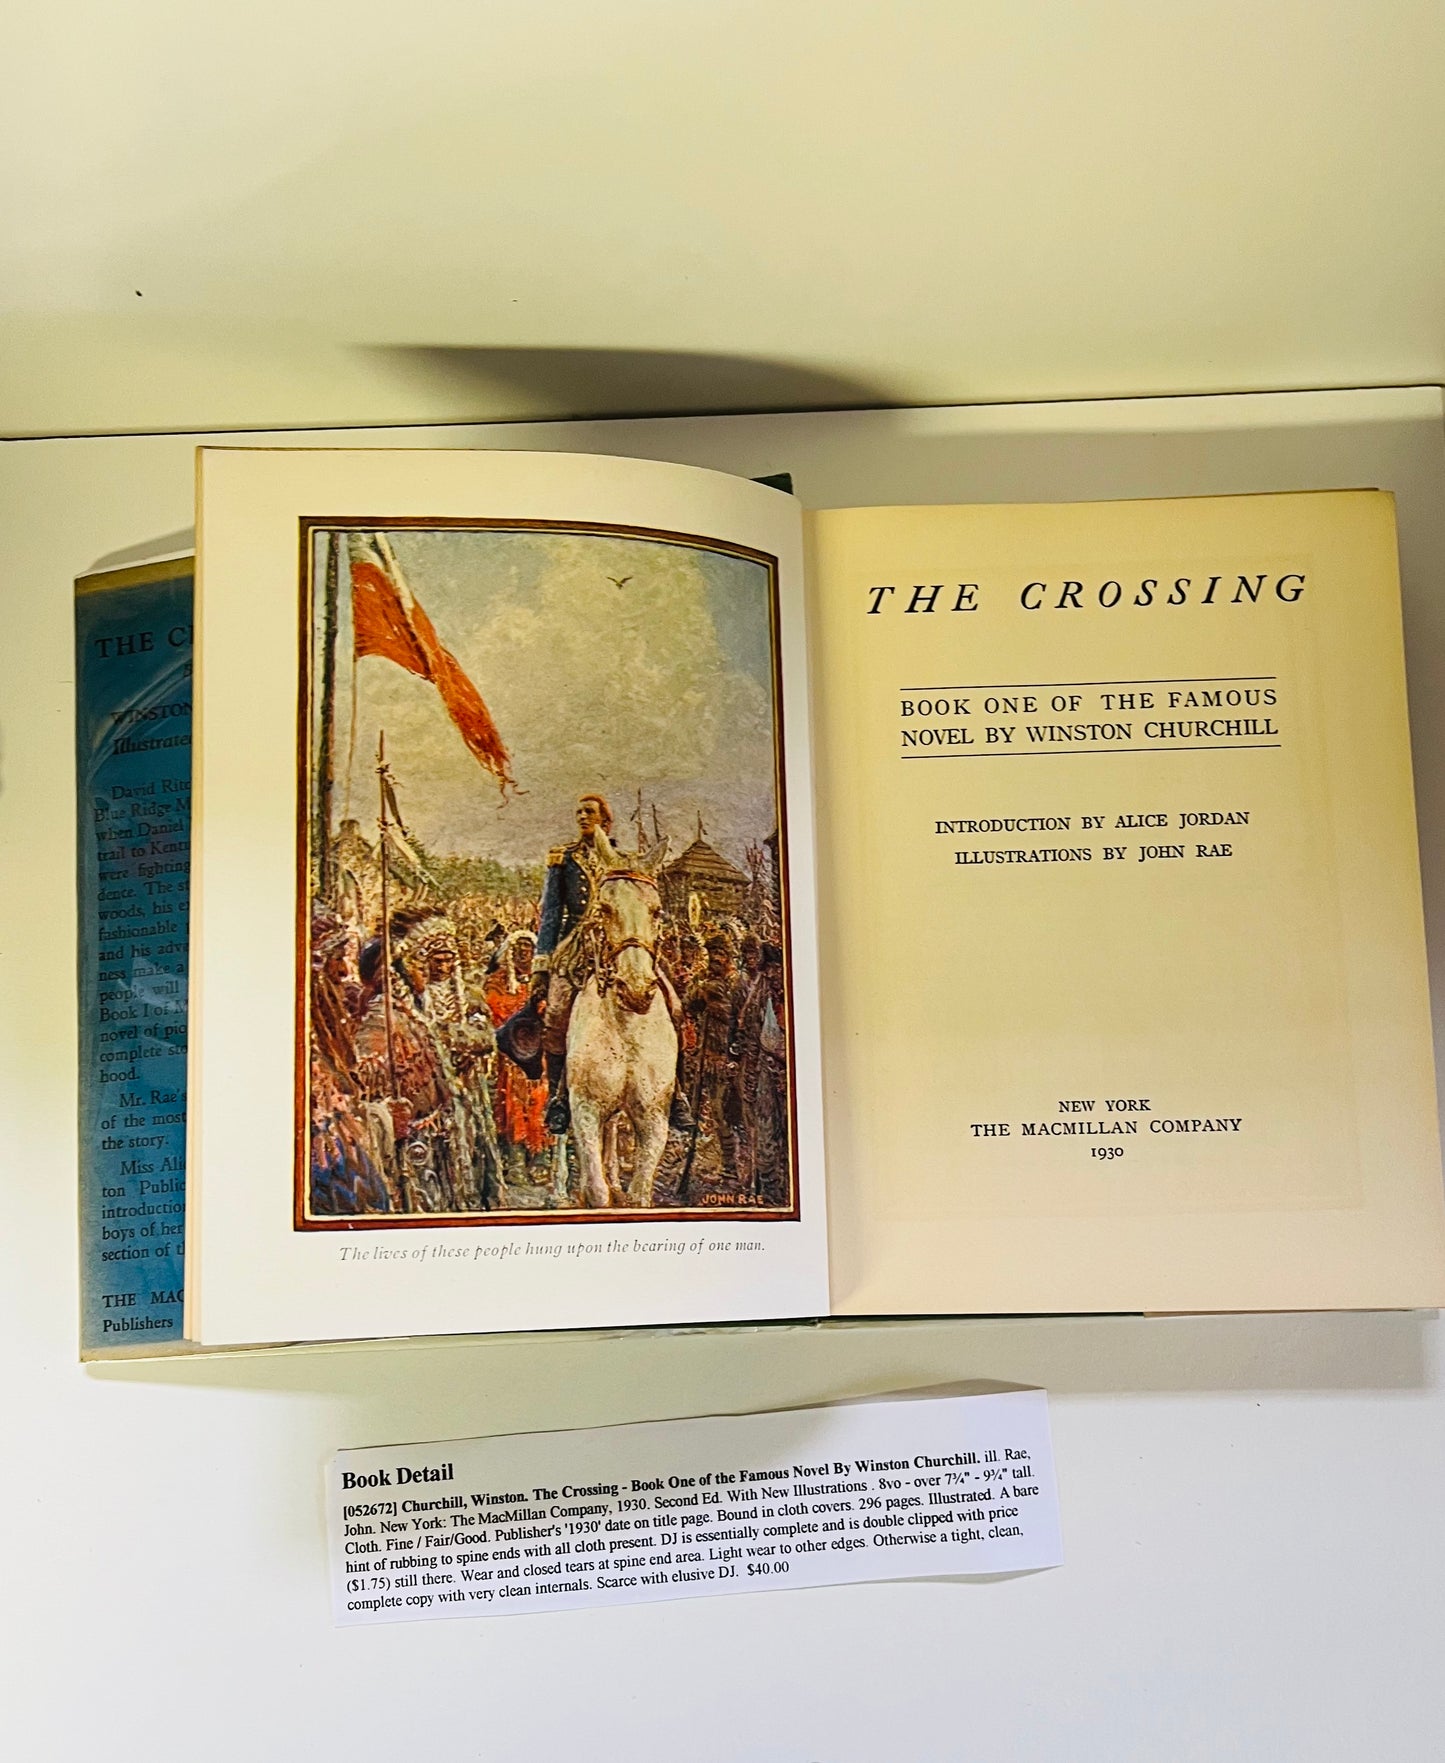 THE C
WINSTON
Illustrate
David Rit
Blue Ridge M
when Daniel
trail to Kent
were fighting
dence. The s
woods, his e
fashionable
and his adv
ness make a
people will
Book I of M
novel of pio
complete sto
hood.
Mr. Rae's
of the most
the story.
Miss Ali
ton Public
introductio
boys of her
section of t
THE MAC
Publishers
JOHN RAE
The lives of these people hung upon the bearing of one man.
THE CROSSING
BOOK ONE OF THE FAMOUS
NOVEL BY WINSTON CHURCHILL
INTRODUCTION BY ALICE JORDAN
ILLUSTRATIONS BY JOHN RAE
NEW YORK
THE MACMILLAN COMPANY
1930
Book Detail
[052672] Churchill, Winston. The Crossing - Book One of the Famous Novel By Winston Churchill. ill. Rae,
John. New York: The MacMillan Company, 1930. Second Ed. With New Illustrations . 8vo - over 7¾" - 9¾" tall.
Cloth. Fine / Fair/Good. Publisher's '1930' date on title page. Bound in cloth covers. 296 pages. Illustrated. A bare
hint of rubbing to spine ends with all cloth present. DJ is essentially complete and is double clipped with price
($1.75) still there. Wear and closed tears at spine end area. Light wear to other edges. Otherwise a tight, clean,
complete copy with very clean internals. Scarce with elusive DJ. $40.00